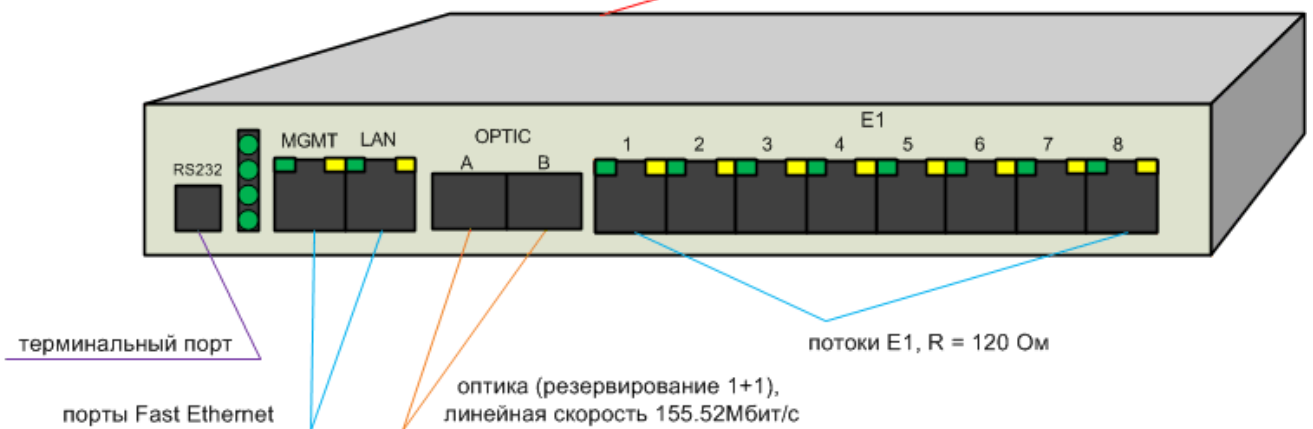 E1
MGMT LAN
OPTIC
1 2 3 4 5 6 7 8
A B
RS232
терминальный порт
потоки E1, R = 120 Ом
оптика (резервирование 1+1),
порты Fast Ethernet
линейная скорость 155.52Мбит/с